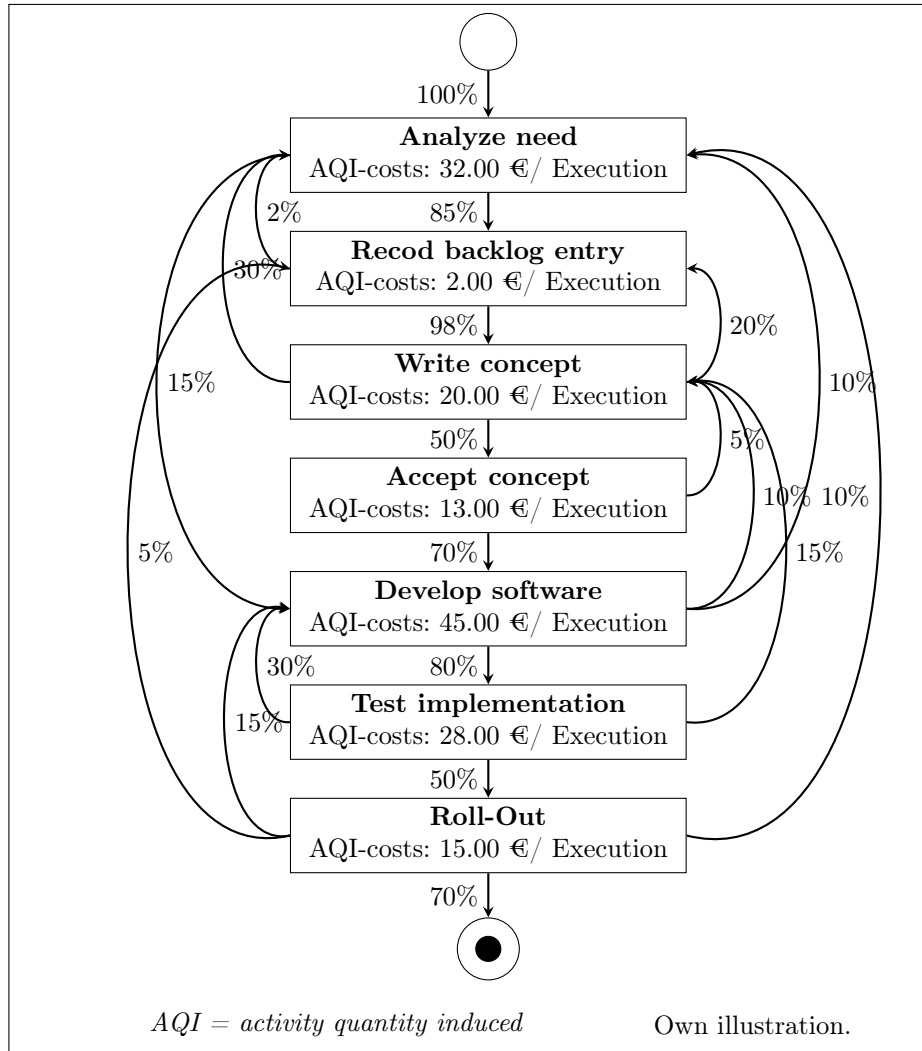 100%
Analyze need
AQI-costs: 32.00 €/ Execution
2%
85%
Recod backlog entry
AQI-costs: 2.00 €/ Execution
30%
98%
20%
Write concept
AQI-costs: 20.00 €/ Execution
15%
10%
50%
5%
Accept concept
AQI-costs: 13.00 €/ Execution
10%
10%
5%
70%
15%
Develop software
AQI-costs: 45.00 €/ Execution
30%
80%
Test implementation
AQI-costs: 28.00 €/ Execution
15%
50%
Roll-Out
AQI-costs: 15.00 €/ Execution
70%
AQI = activity quantity induced
Own illustration.